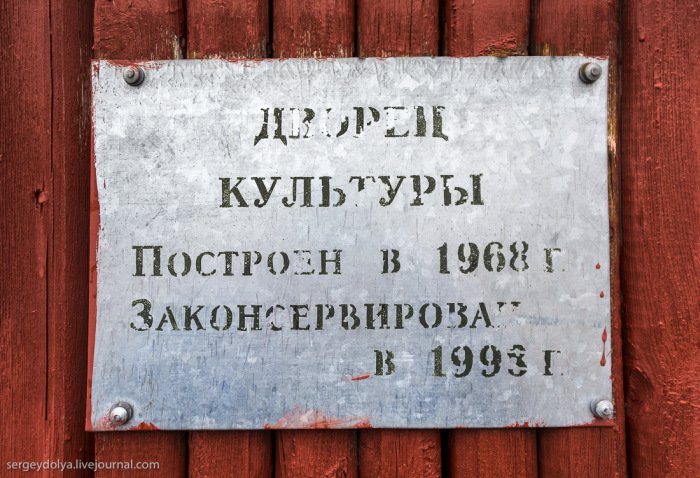 ДВОРЕЦ
КУЛЬТУРЫ
ПОСТРОЕН В 1968 Г.
ЗАКОНСЕРВИРОВАН
В 1993 Г.
sergeydolya.livejournal.com